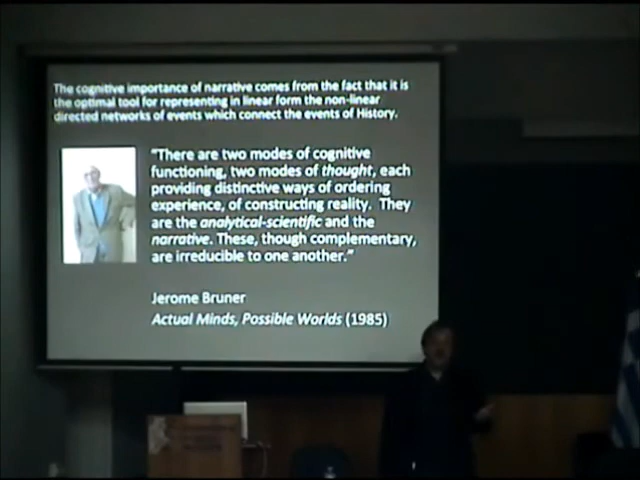 The cognitive importance of narrative comes from the fact that it is
the optimal tool for representing in linear form the non-linear
directed networks of events which connect the events of History.
"There are two modes of cognitive
functioning, two modes of thought, each
providing distinctive ways of ordering
experience, of constructing reality. They
are the analytical-scientific and the
narrative. These, though complementary,
are irreducible to one another."
Jerome Bruner
Actual Minds, Possible Worlds (1985)